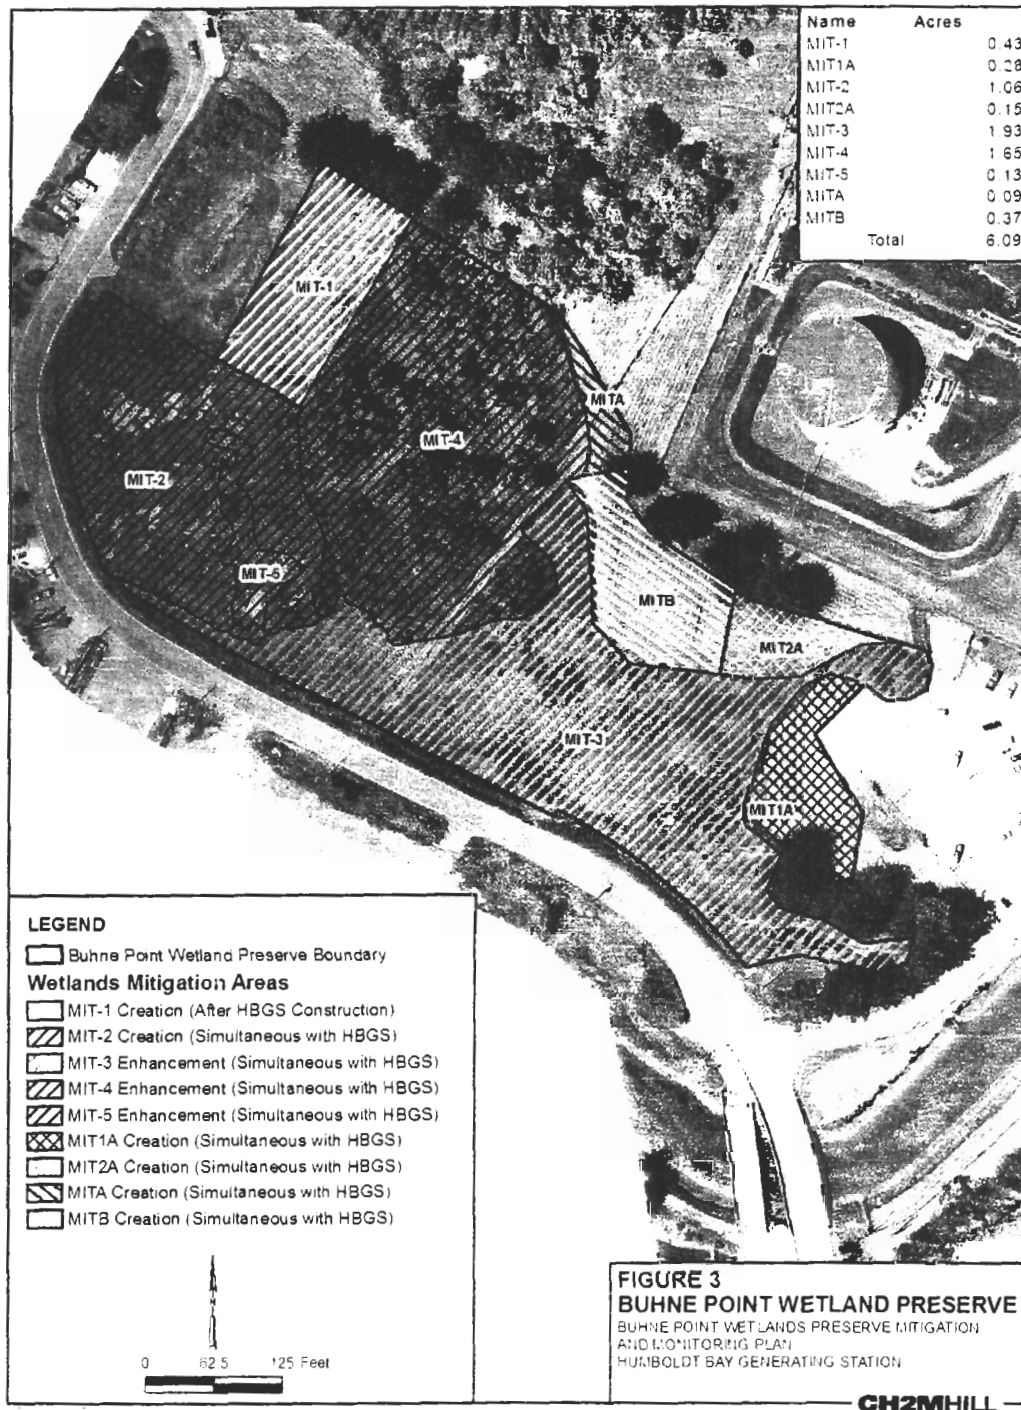 Name Acres
MIT-1 0.43
MIT1A 0.28
MIT-2 1.06
MIT2A 0.15
MIT-3 1.93
MIT-4 1.65
MIT-5 0.13
MITA 0.09
MITB 0.37
Total 6.09
MIT-1
MITA
MIT-4
MIT-2
MIT-5
MITB
MIT2A
MIT-3
MIT1A
LEGEND
Buhne Point Wetland Preserve Boundary
Wetlands Mitigation Areas
MIT-1 Creation (After HBGS Construction)
MIT-2 Creation (Simultaneous with HBGS)
MIT-3 Enhancement (Simultaneous with HBGS)
MIT-4 Enhancement (Simultaneous with HBGS)
MIT-5 Enhancement (Simultaneous with HBGS)
MIT1A Creation (Simultaneous with HBGS)
MIT2A Creation (Simultaneous with HBGS)
MITA Creation (Simultaneous with HBGS)
MITB Creation (Simultaneous with HBGS)
N
0 62.5 125 Feet
FIGURE 3
BUHNE POINT WETLAND PRESERVE
BUHNE POINT WETLANDS PRESERVE MITIGATION
AND MONITORING PLAN
HUMBOLDT BAY GENERATING STATION
CH2MHILL